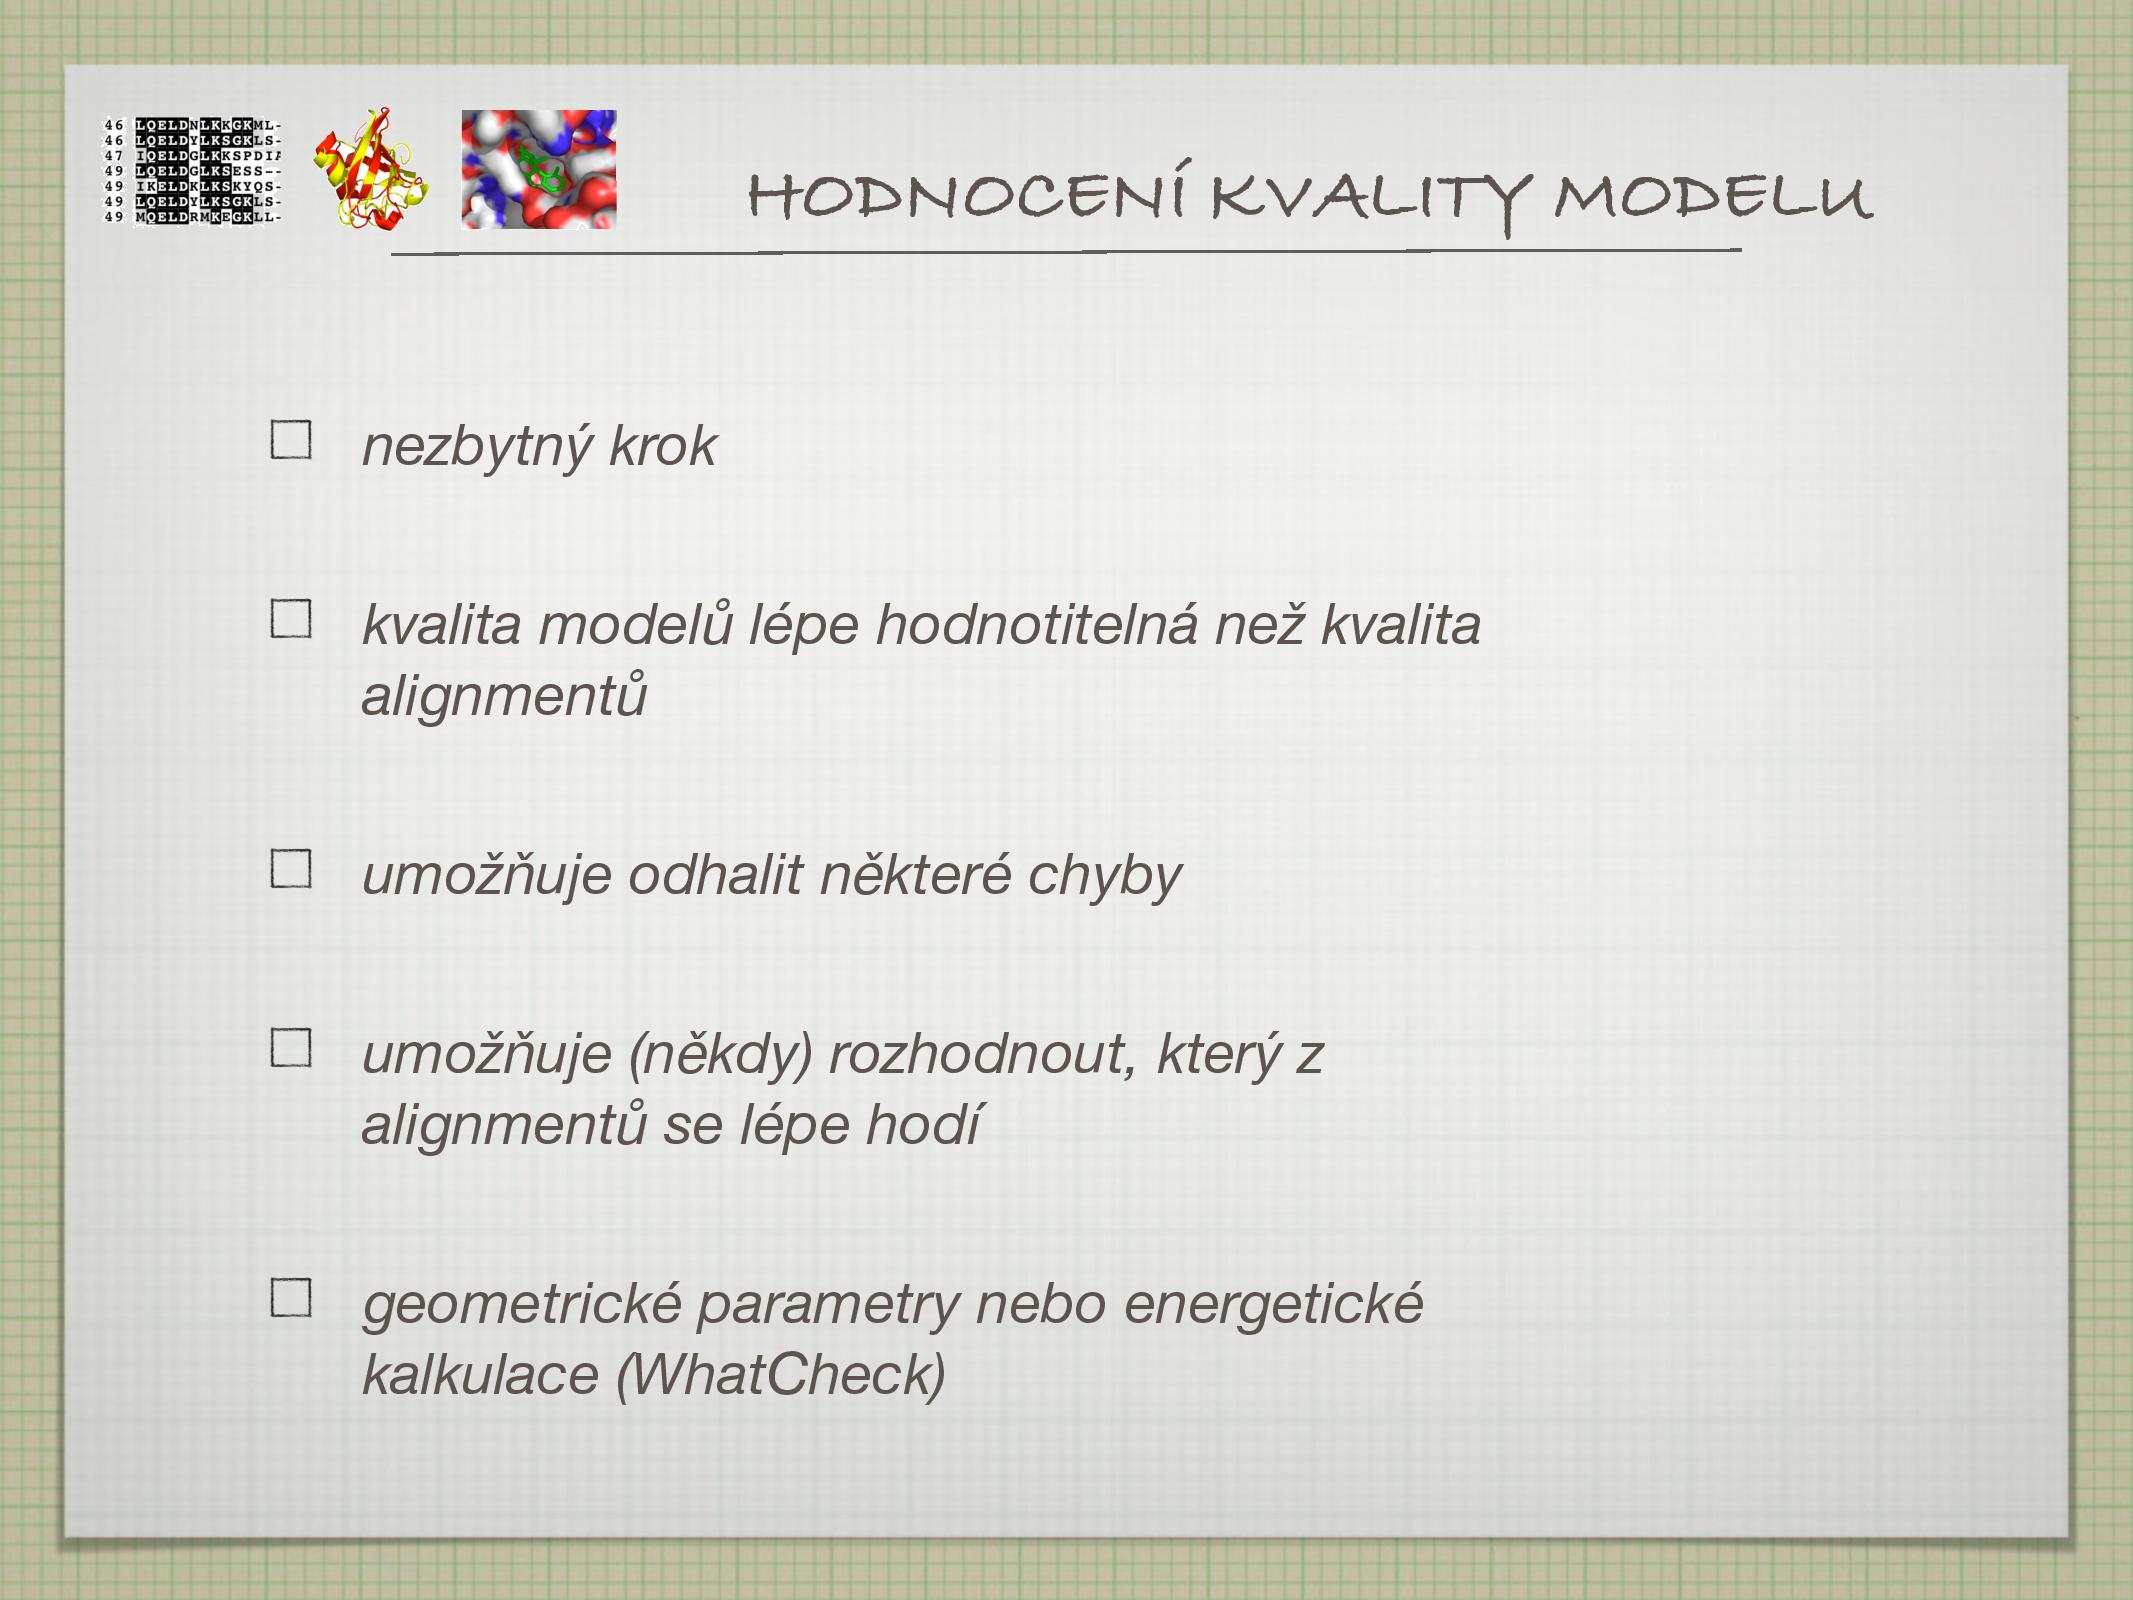 46 LQELDNLKKGKML-
46 LQELDYLKSGKLS-
47 IQELDGLKKSPDI
49 LQELDGLKSESS--
49 IKELDKLKSKYQS-
49 LQELDYLKSGKLS-
49 MQELDRMKEGKLL-
HODNOCENÍ KVALITY MODELU
nezbytný krok
kvalita modelů lépe hodnotitelná než kvalita
alignmentů
umožňuje odhalit některé chyby
umožňuje (někdy) rozhodnout, který z
alignmentů se lépe hodí
geometrické parametry nebo energetické
kalkulace (WhatCheck)